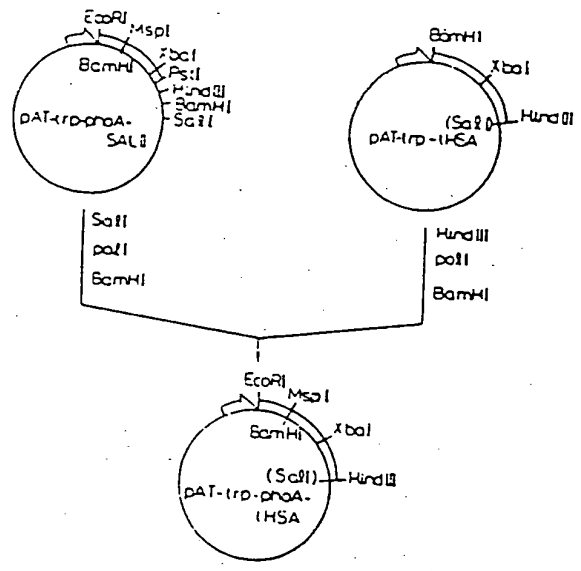 EcoRI
MspI
BamHI
XbaI
PstI
HindIII
BamHI
SalI
pAT-trp-phoA-
SAL I
BamHI
XbaI
(SalI)
HindIII
pAT-trp-tHSA
SalI
polI
BamHI
HindIII
polI
BamHI
EcoRI
MspI
BamHI
XbaI
(SalI)
HindIII
pAT-trp-phoA-
tHSA